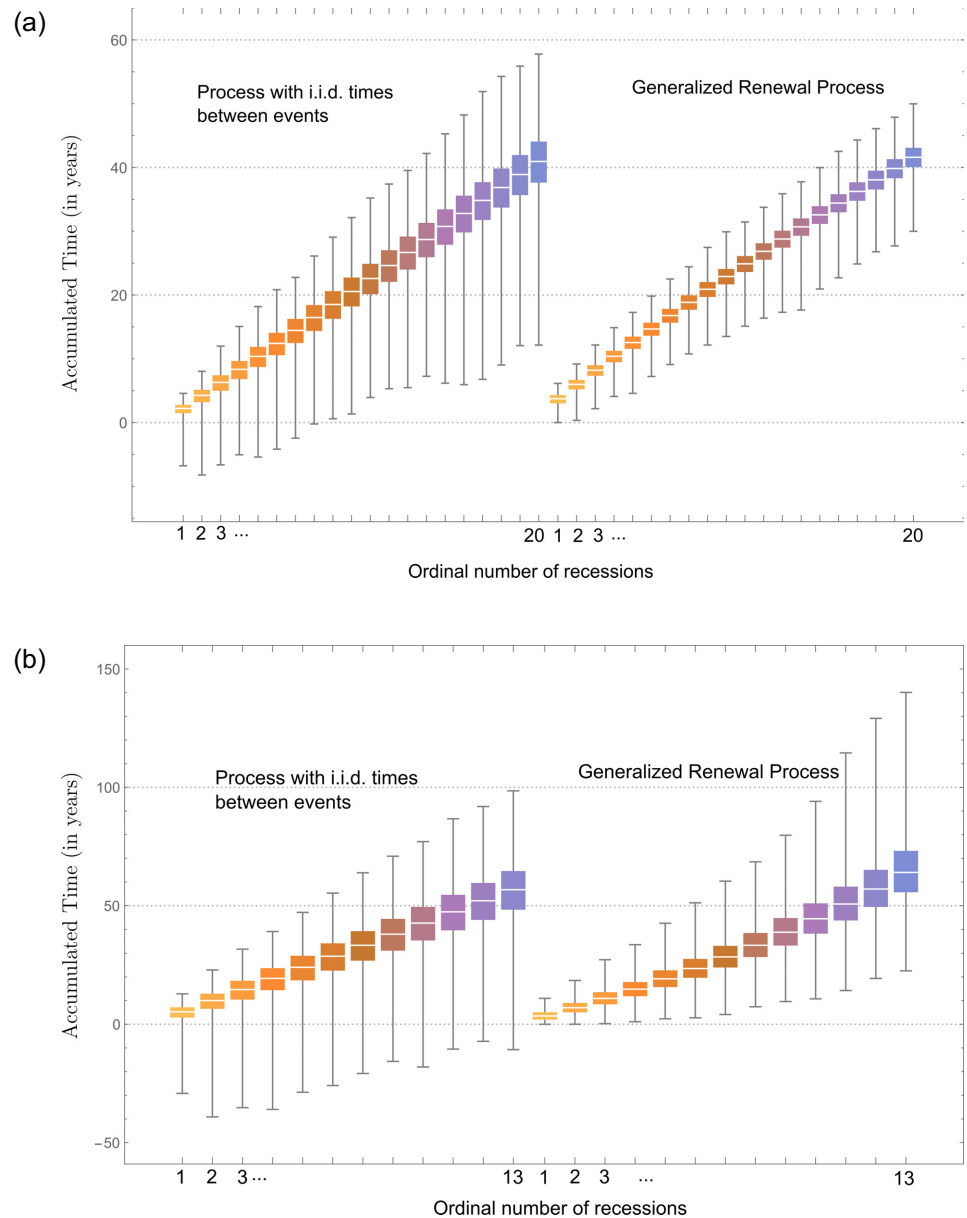 (a)
60
Process with i.i.d. times
between events
Generalized Renewal Process
Accumulated Time (in years)
40
20
0
1 2 3 ... 20 1 2 3 ... 20
Ordinal number of recessions
(b)
150
Process with i.i.d. times
between events
Generalized Renewal Process
Accumulated Time (in years)
100
50
0
−50
1 2 3 ... 13 1 2 3 ... 13
Ordinal number of recessions